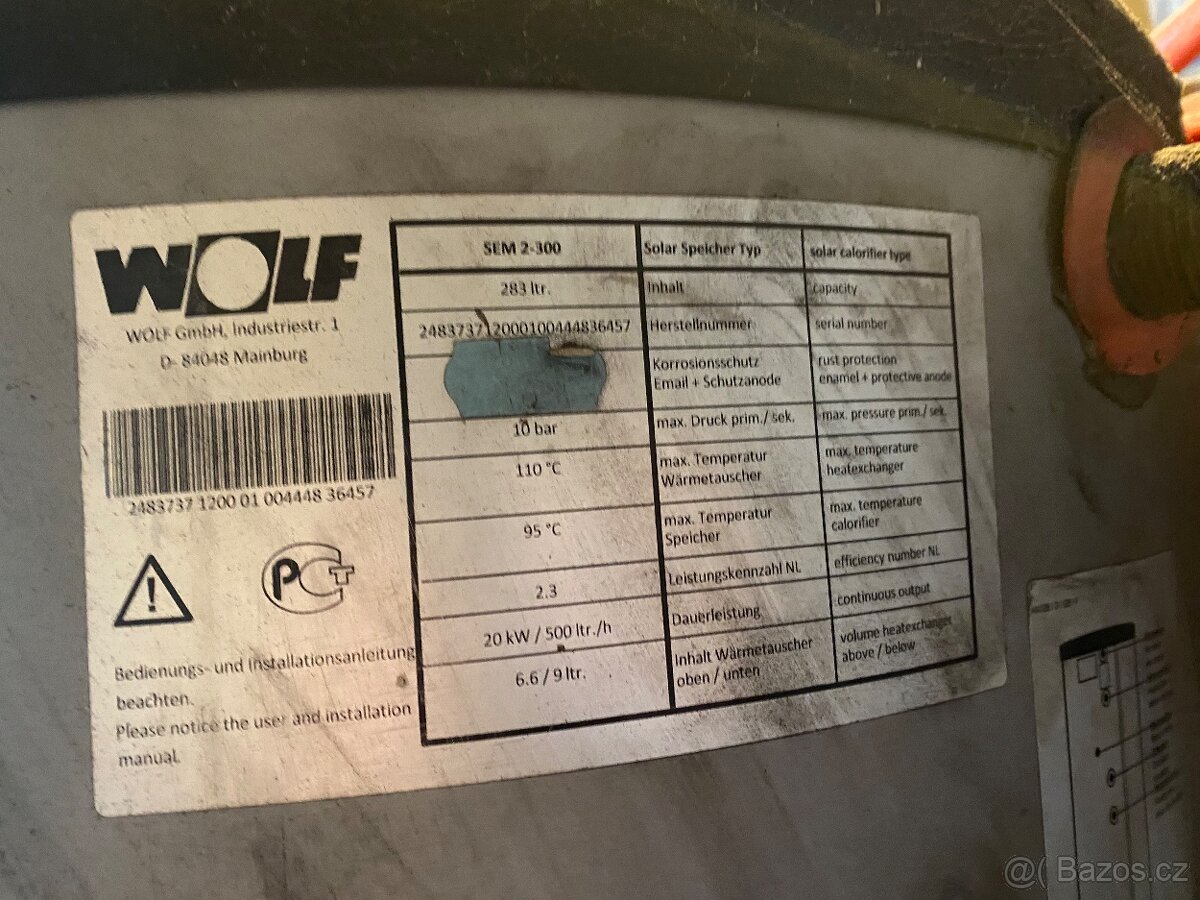 WOLF
WOLF GmbH, Industriestr. 1
D- 84048 Mainburg
2483737 1200 01 004448 36457
PCT
Bedienungs- und Installationsanleitung
beachten.
Please notice the user and installation
manual.
SEM 2-300 Solar Speicher Typ solar calorifier type
283 ltr. Inhalt capacity
2483737120001004448 36457 Herstellnummer serial number
Korrosionsschutz rust protection
Email + Schutzanode enamel + protective anode
10 bar max. Druck prim./ sek. max. pressure prim./ sek.
110 °C max. Temperatur max. temperature
Wärmetauscher heatexchanger
95 °C max. Temperatur max. temperature
Speicher calorifier
2.3 Leistungskennzahl NL efficiency number NL
20 kW / 500 ltr./h Dauerleistung continuous output
6.6 / 9 ltr. Inhalt Wärmetauscher volume heatexchanger
oben / unten above / below
@( Bazos.cz